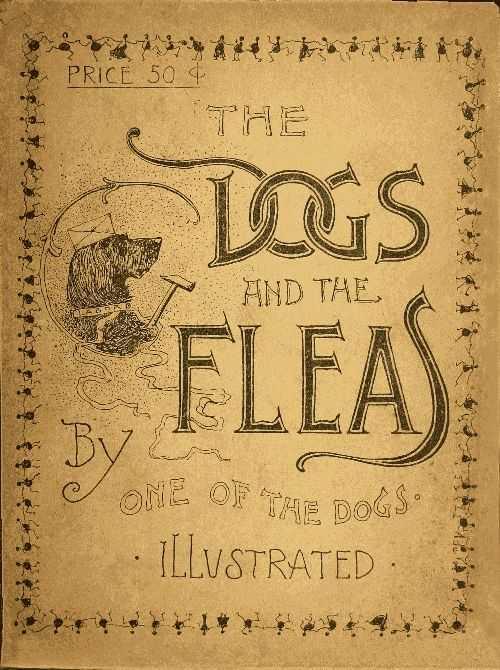 PRICE 50 ¢
THE
DOGS
AND THE
FLEAS
By
ONE OF THE DOGS.
· ILLUSTRATED ·